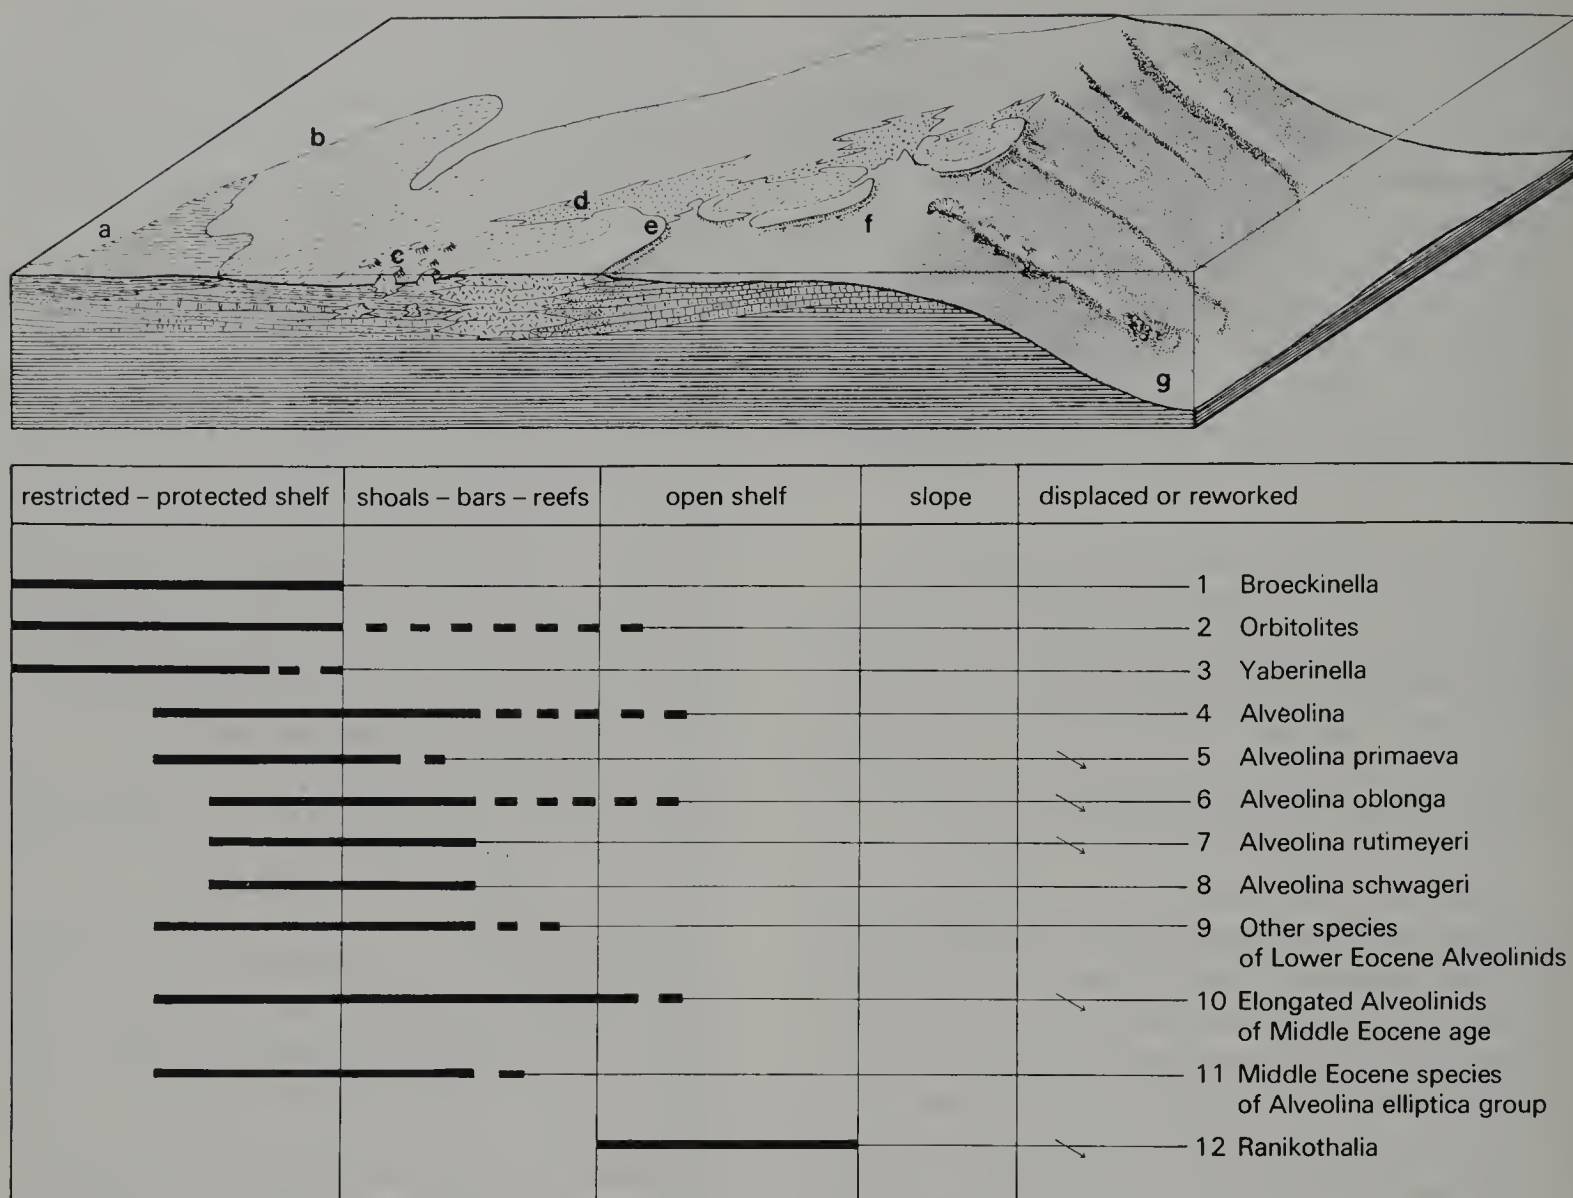 b
a
d
e
c
f
g
restricted – protected shelf
shoals – bars – reefs
open shelf
slope
displaced or reworked
1 Broeckinella
2 Orbitolites
3 Yaberinella
4 Alveolina
5 Alveolina primaeva
6 Alveolina oblonga
7 Alveolina rutimeyeri
8 Alveolina schwageri
9 Other species
of Lower Eocene Alveolinids
10 Elongated Alveolinids
of Middle Eocene age
11 Middle Eocene species
of Alveolina elliptica group
12 Ranikothalia